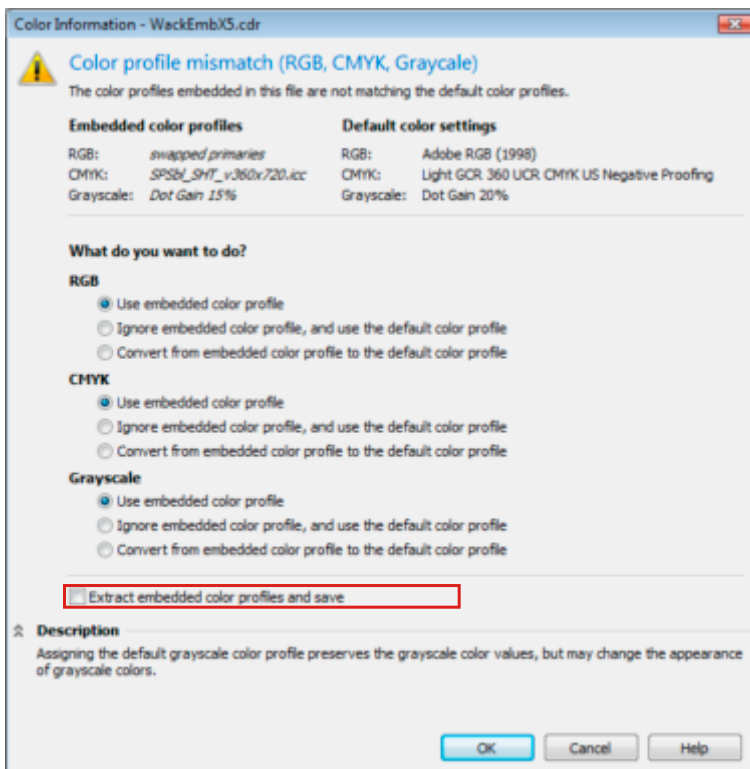 Color Information - WackEmbX5.cdr
Color profile mismatch (RGB, CMYK, Graycale)
The color profiles embedded in this file are not matching the default color profiles.
Embedded color profiles Default color settings
RGB: swapped primaries RGB: Adobe RGB (1998)
CMYK: SPSbl_SHT_v360x720.icc CMYK: Light GCR 360 UCR CMYK US Negative Proofing
Grayscale: Dot Gain 15% Grayscale: Dot Gain 20%
What do you want to do?
RGB
Use embedded color profile
Ignore embedded color profile, and use the default color profile
Convert from embedded color profile to the default color profile
CMYK
Use embedded color profile
Ignore embedded color profile, and use the default color profile
Convert from embedded color profile to the default color profile
Grayscale
Use embedded color profile
Ignore embedded color profile, and use the default color profile
Convert from embedded color profile to the default color profile
Extract embedded color profiles and save
Description
Assigning the default grayscale color profile preserves the grayscale color values, but may change the appearance
of grayscale colors.
OK Cancel Help